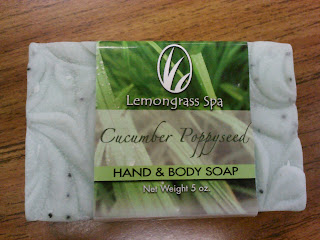 Lemongrass Spa
Cucumber Poppyseed
HAND & BODY SOAP
Net Weight 5 oz.